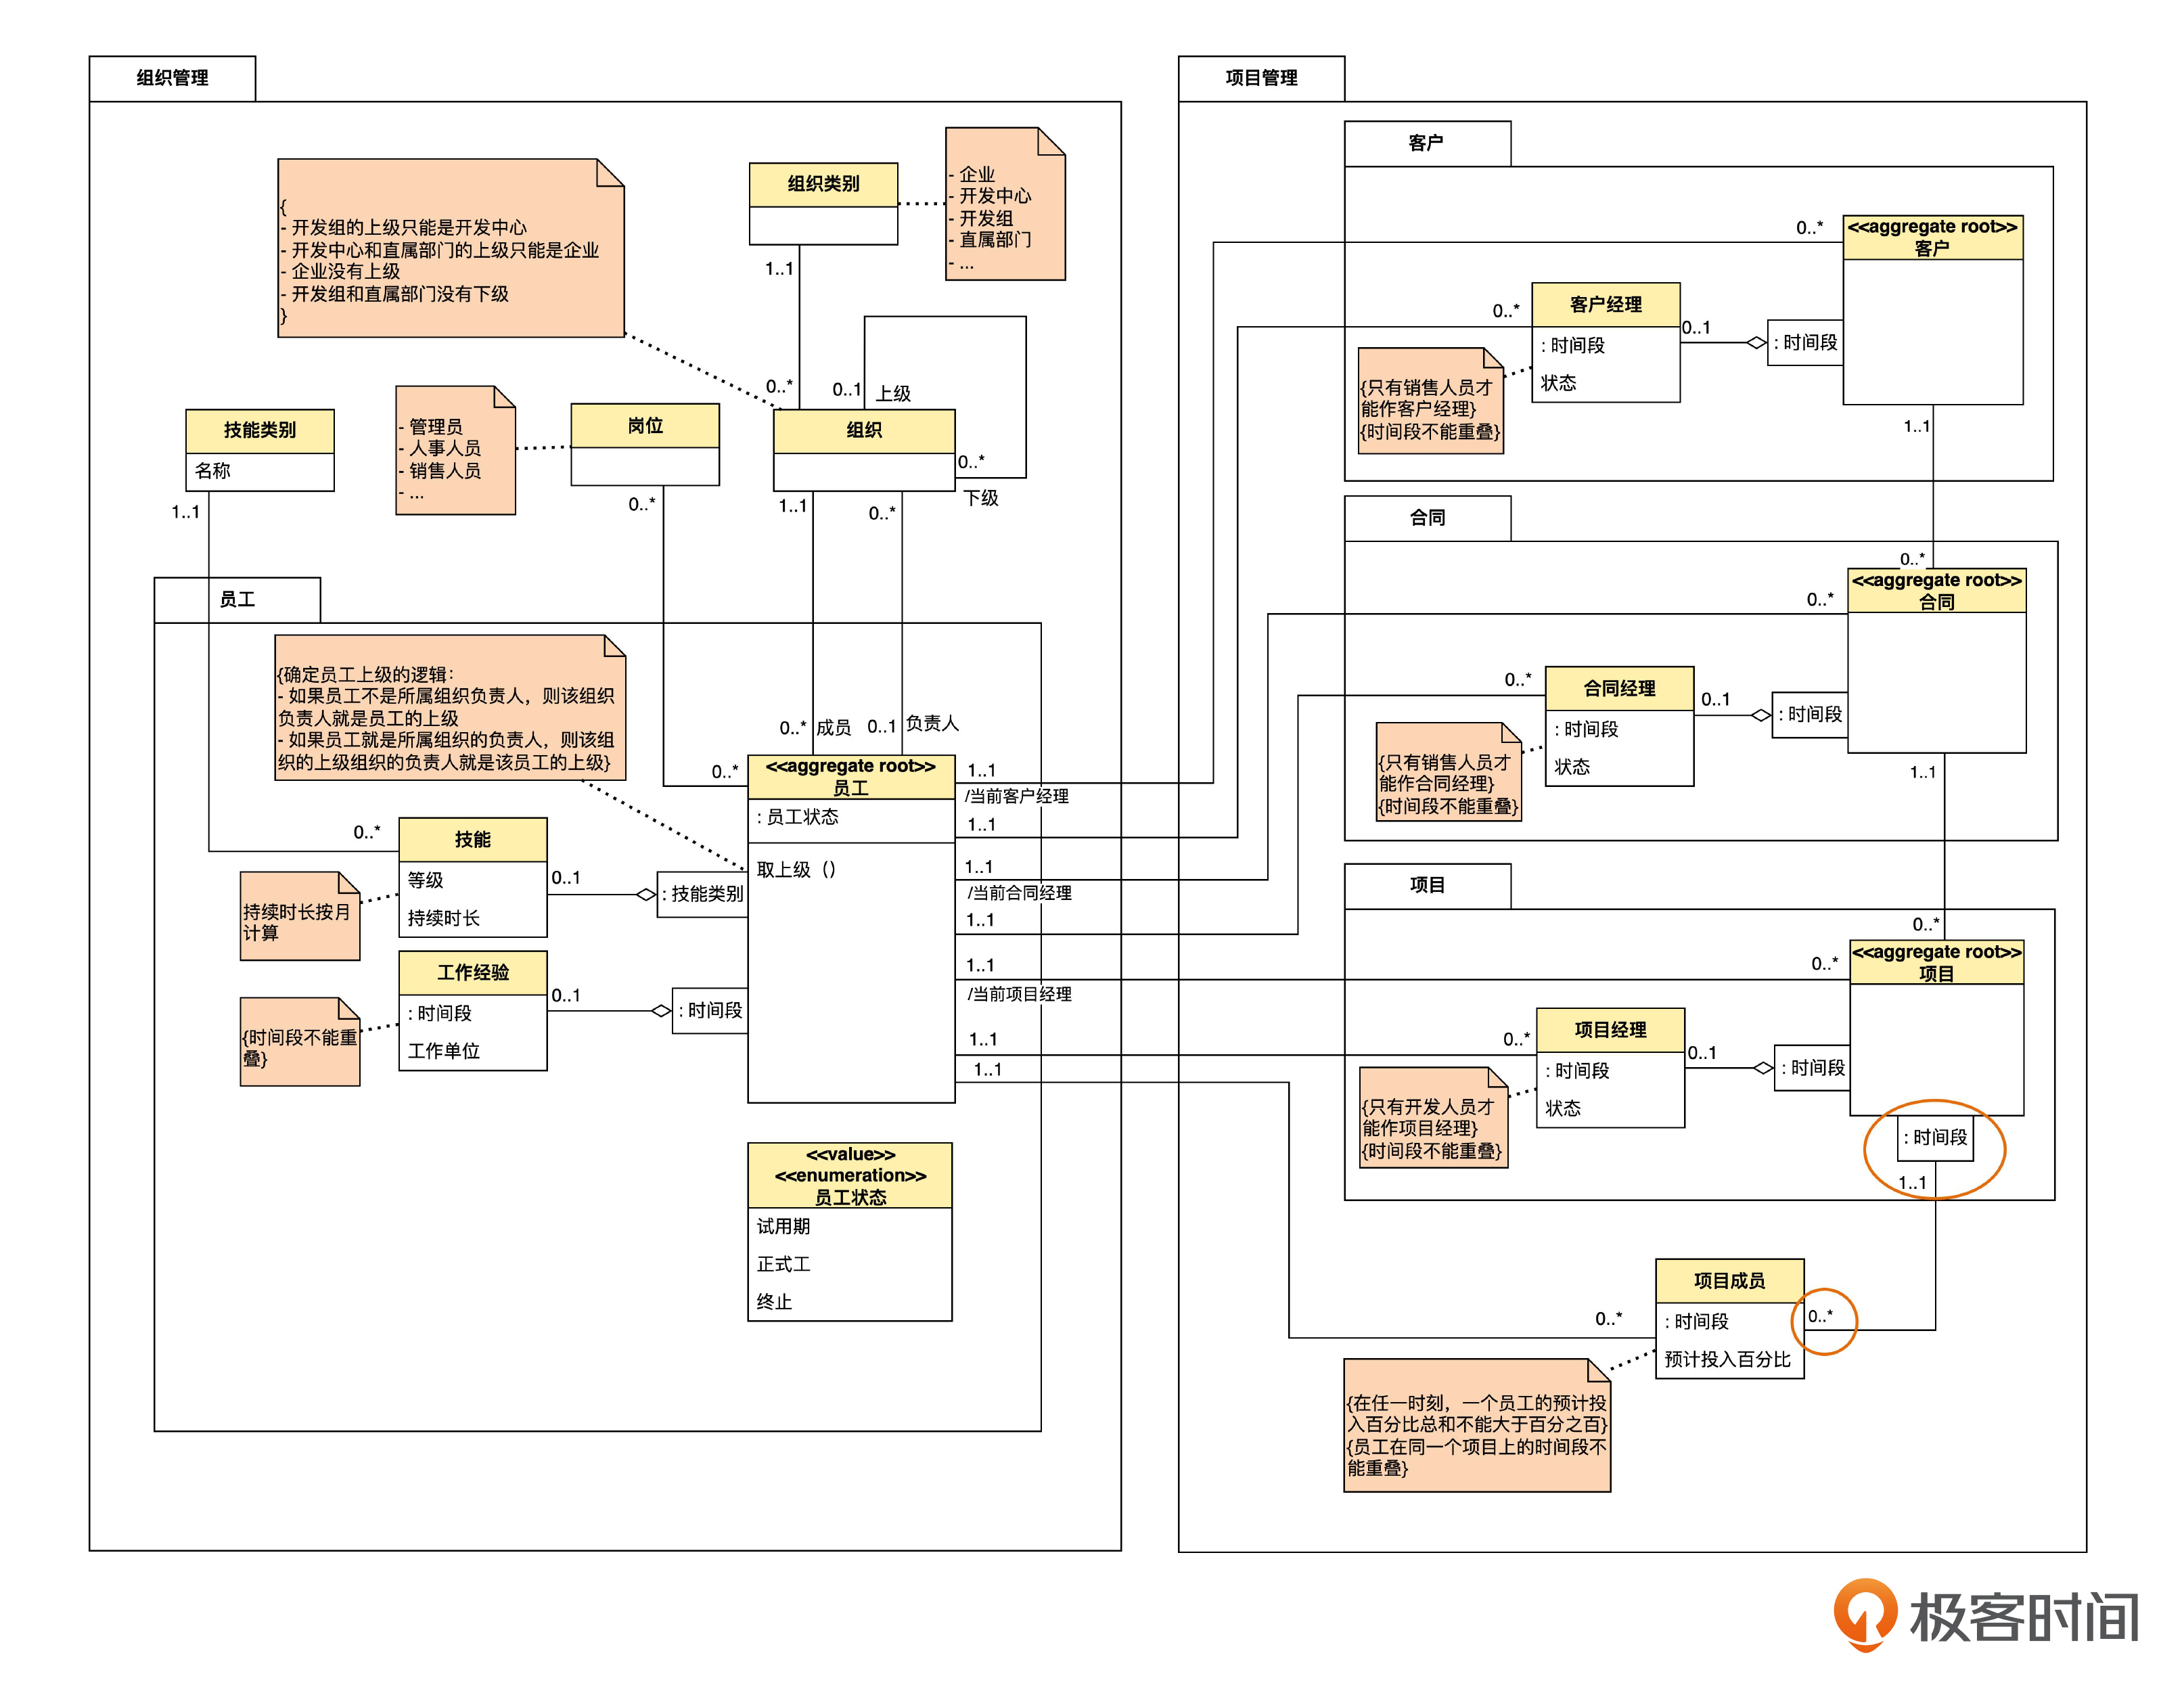 组织管理
{
- 开发组的上级只能是开发中心
- 开发中心和直属部门的上级只能是企业
- 企业没有上级
- 开发组和直属部门没有下级
}
组织类别
- 企业
- 开发中心
- 开发组
- 直属部门
- ...
1..1
0..*
0..1
上级
技能类别
名称
1..1
- 管理员
- 人事人员
- 销售人员
- ...
岗位
0..*
组织
0..*
下级
1..1
0..*
员工
{确定员工上级的逻辑：
- 如果员工不是所属组织负责人，则该组织
负责人就是员工的上级
- 如果员工就是所属组织的负责人，则该组
织的上级组织的负责人就是该员工的上级}
0..*
成员
0..1
负责人
0..*
<<aggregate root>>
员工
: 员工状态
取上级（）
1..1
/当前客户经理
1..1
1..1
/当前合同经理
1..1
1..1
/当前项目经理
1..1
1..1
0..*
技能
等级
持续时长
0..1
: 技能类别
持续时长按月
计算
工作经验
: 时间段
工作单位
0..1
: 时间段
{时间段不能重
叠}
<<value>>
<<enumeration>>
员工状态
试用期
正式工
终止
项目管理
客户
0..*
<<aggregate root>>
客户
0..*
客户经理
: 时间段
状态
0..1
: 时间段
{只有销售人员才
能作客户经理}
{时间段不能重叠}
1..1
合同
0..*
0..*
<<aggregate root>>
合同
0..*
合同经理
: 时间段
状态
0..1
: 时间段
{只有销售人员才
能作合同经理}
{时间段不能重叠}
1..1
项目
0..*
0..*
<<aggregate root>>
项目
0..*
项目经理
: 时间段
状态
0..1
: 时间段
{只有开发人员才
能作项目经理}
{时间段不能重叠}
: 时间段
1..1
项目成员
: 时间段
预计投入百分比
0..*
0..*
{在任一时刻，一个员工的预计投
入百分比总和不能大于百分之百}
{员工在同一个项目上的时间段不
能重叠}
极客时间